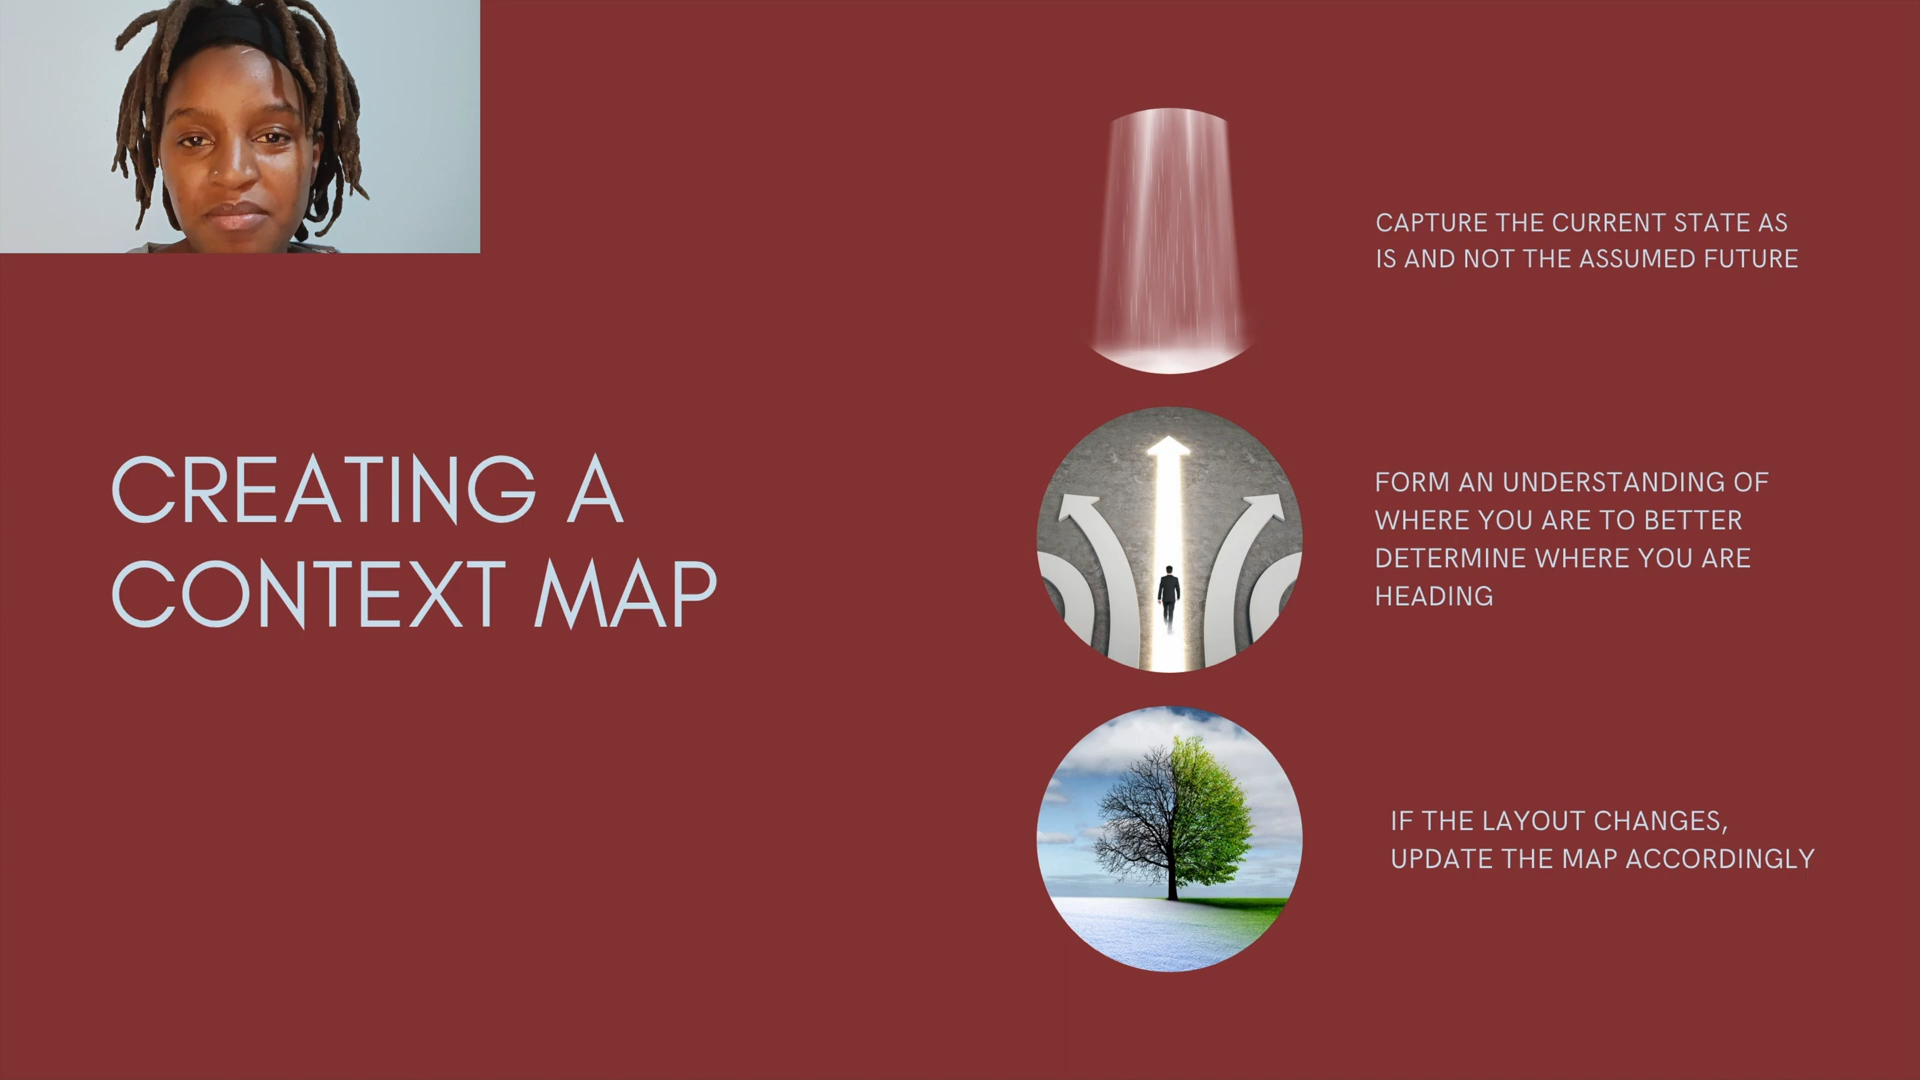 CREATING A
CONTEXT MAP
CAPTURE THE CURRENT STATE AS
IS AND NOT THE ASSUMED FUTURE
FORM AN UNDERSTANDING OF
WHERE YOU ARE TO BETTER
DETERMINE WHERE YOU ARE
HEADING
IF THE LAYOUT CHANGES,
UPDATE THE MAP ACCORDINGLY